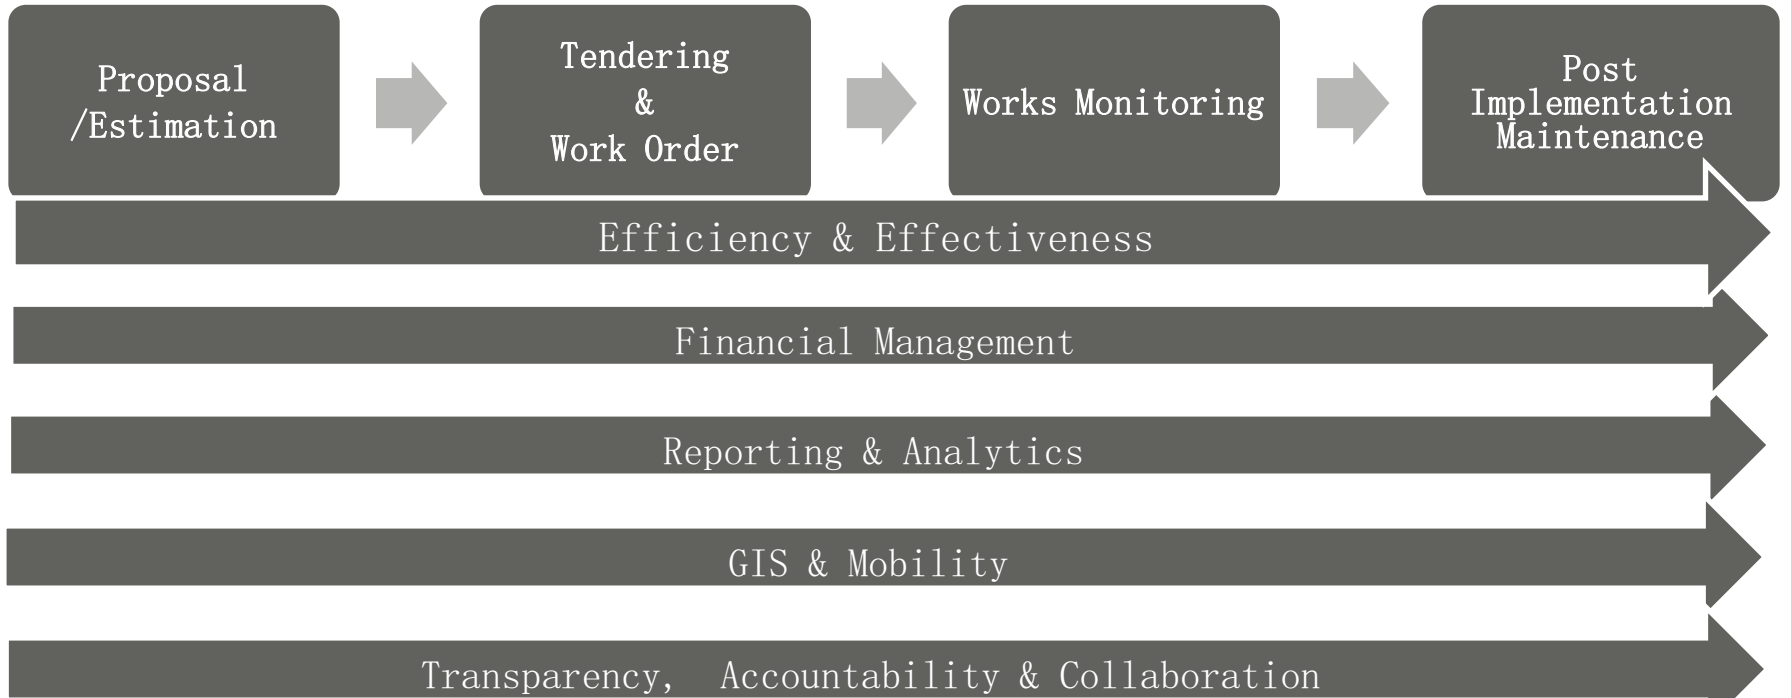 Proposal
/Estimation
Tendering
&
Work Order
Works Monitoring
Post
Implementation
Maintenance
Efficiency & Effectiveness
Financial Management
Reporting & Analytics
GIS & Mobility
Transparency, Accountability & Collaboration